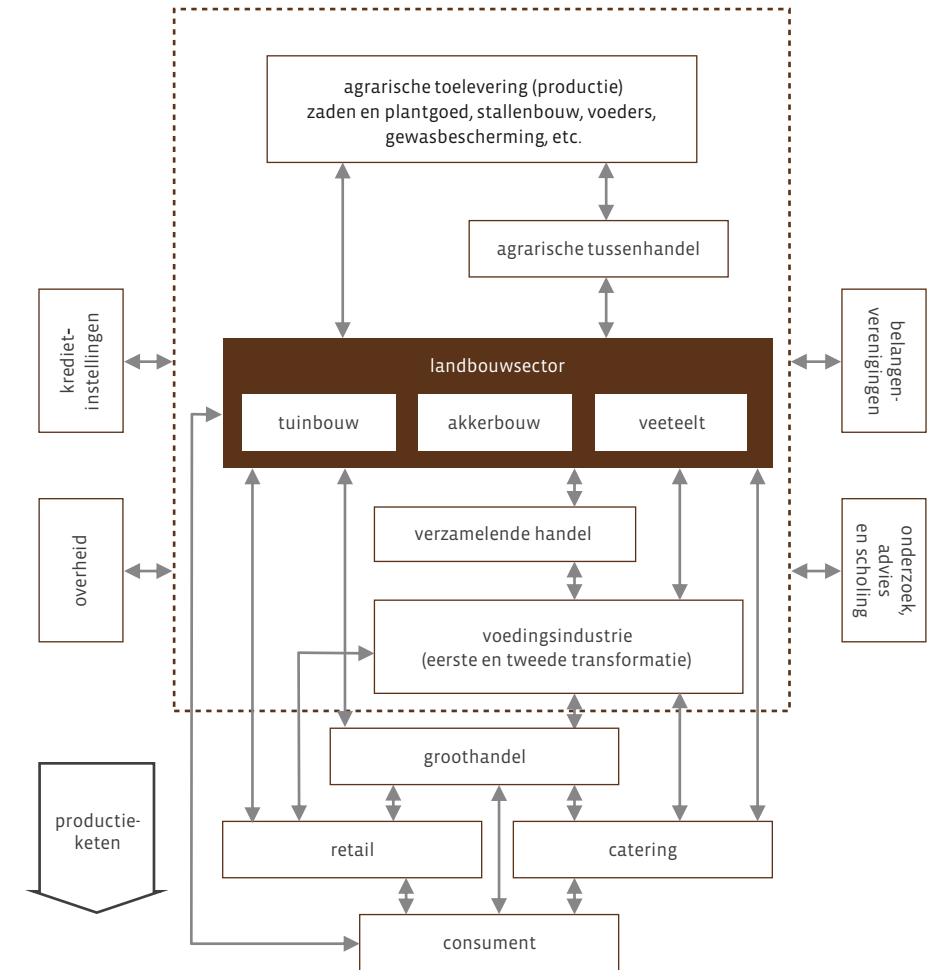 agrarische toelevering (productie)
zaden en plantgoed, stallenbouw, voeders,
gewasbescherming, etc.
agrarische tussenhandel
krediet-
instellingen
belangen-
verenigingen
landbouwsector
tuinbouw
akkerbouw
veeteelt
overheid
onderzoek,
advies
en scholing
verzamelende handel
voedingsindustrie
(eerste en tweede transformatie)
groothandel
productie-
keten
retail
catering
consument